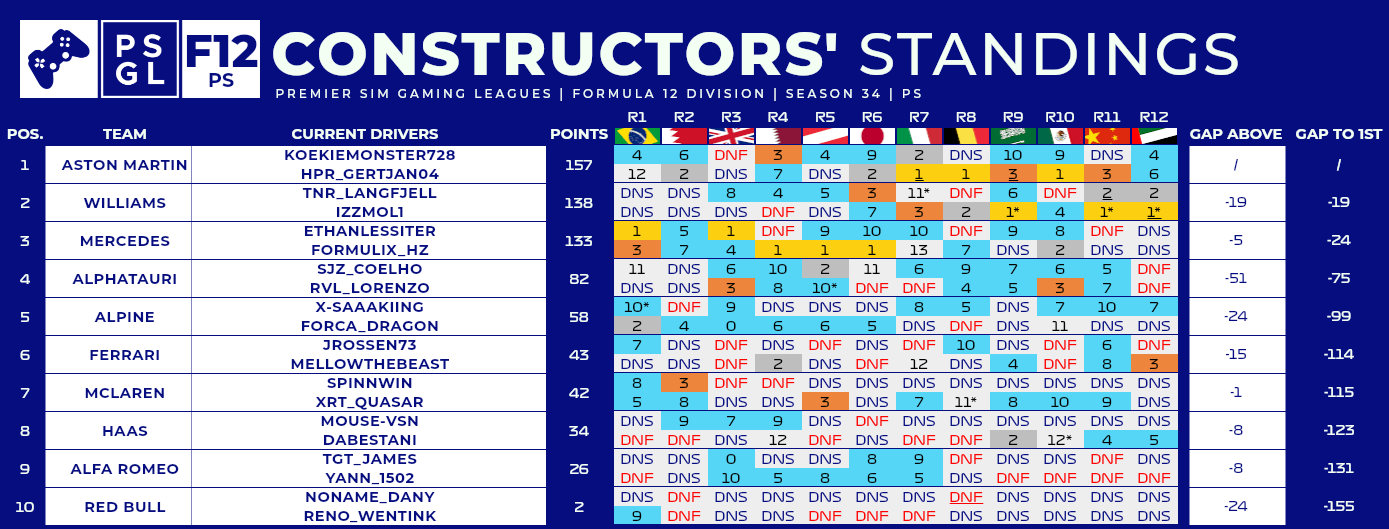 PS
GL
F12
PS
CONSTRUCTORS' STANDINGS
PREMIER SIM GAMING LEAGUES | FORMULA 12 DIVISION | SEASON 34 | PS
R1 R2 R3 R4 R5 R6 R7 R8 R9 R10 R11 R12
POS. TEAM CURRENT DRIVERS POINTS GAP ABOVE GAP TO 1ST
KOEKIEMONSTER728 4 6 DNF 3 4 9 2 DNS 10 9 DNS 4
1 ASTON MARTIN 157 / /
HPR_GERTJAN04 12 2 DNS 7 DNS 2 1 1 3 1 3 6
TNR_LANGFJELL DNS DNS 8 4 5 3 11* DNF 6 DNF 2 2
2 WILLIAMS 138 -19 -19
IZZMOL1 DNS DNS DNS DNF DNS 7 3 2 1* 4 1* 1*
ETHANLESSITER 1 5 1 DNF 9 10 10 DNF 9 8 DNF DNS
3 MERCEDES 133 -5 -24
FORMULIX_HZ 3 7 4 1 1 1 13 7 DNS 2 DNS DNS
SJZ_COELHO 11 DNS 6 10 2 11 6 9 7 6 5 DNF
4 ALPHATAURI 82 -51 -75
RVL_LORENZO DNS DNS 3 8 10* DNF DNF 4 5 3 7 DNF
X-SAAAKIING 10* DNF 9 DNS DNS DNS 8 5 DNS 7 10 7
5 ALPINE 58 -24 -99
FORCA_DRAGON 2 4 0 6 6 5 DNS DNF DNS 11 DNS DNS
JROSSEN73 7 DNS DNS DNF DNS DNF DNF 10 DNS DNF 6 DNF
6 FERRARI 43 -15 -114
MELLOWTHEBEAST DNS DNS DNF 2 DNS DNF 12 DNS 4 DNF 8 3
SPINNWIN 8 3 DNF DNF DNS DNS DNS DNS DNS DNS DNS DNS
7 MCLAREN 42 -1 -115
XRT_QUASAR 5 8 DNS DNS 3 DNS 7 11* 8 10 9 DNS
MOUSE-VSN DNS 9 7 9 DNS DNF DNS DNS DNS DNS DNS DNS
8 HAAS 34 -8 -123
DABESTANI DNF DNF DNF 12 DNF DNS DNF DNF 2 12* 4 5
TGT_JAMES DNS DNS 0 DNS DNS 8 9 DNF DNS DNS DNF DNS
9 ALFA ROMEO 26 -8 -131
YANN_1502 DNF DNS 10 5 8 6 5 DNS DNF DNF DNF DNF
NONAME_DANY DNS DNF DNS DNS DNS DNS DNS DNF DNS DNS DNS DNS
10 RED BULL 2 -24 -155
RENO_WENTINK 9 DNF DNS DNS DNF DNF DNF DNS DNS DNS DNS DNS